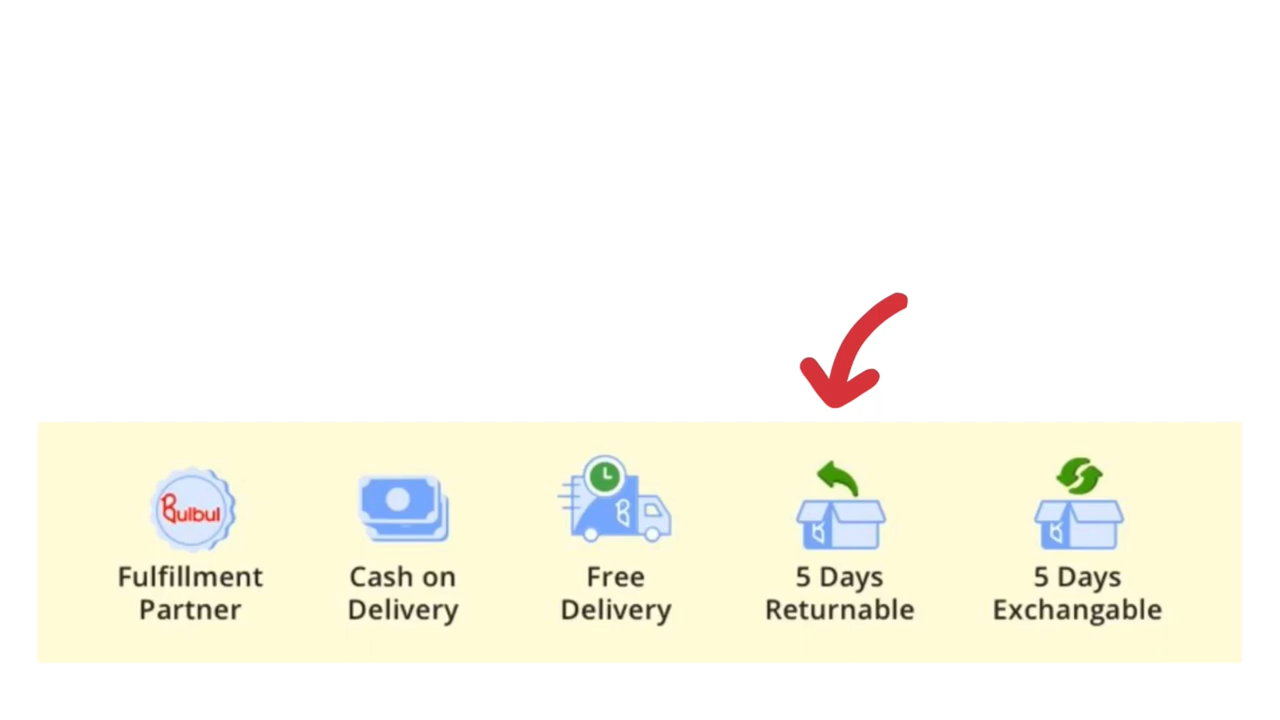 Bulbul
Fulfillment
Partner
Cash on
Delivery
Free
Delivery
5 Days
Returnable
5 Days
Exchangable